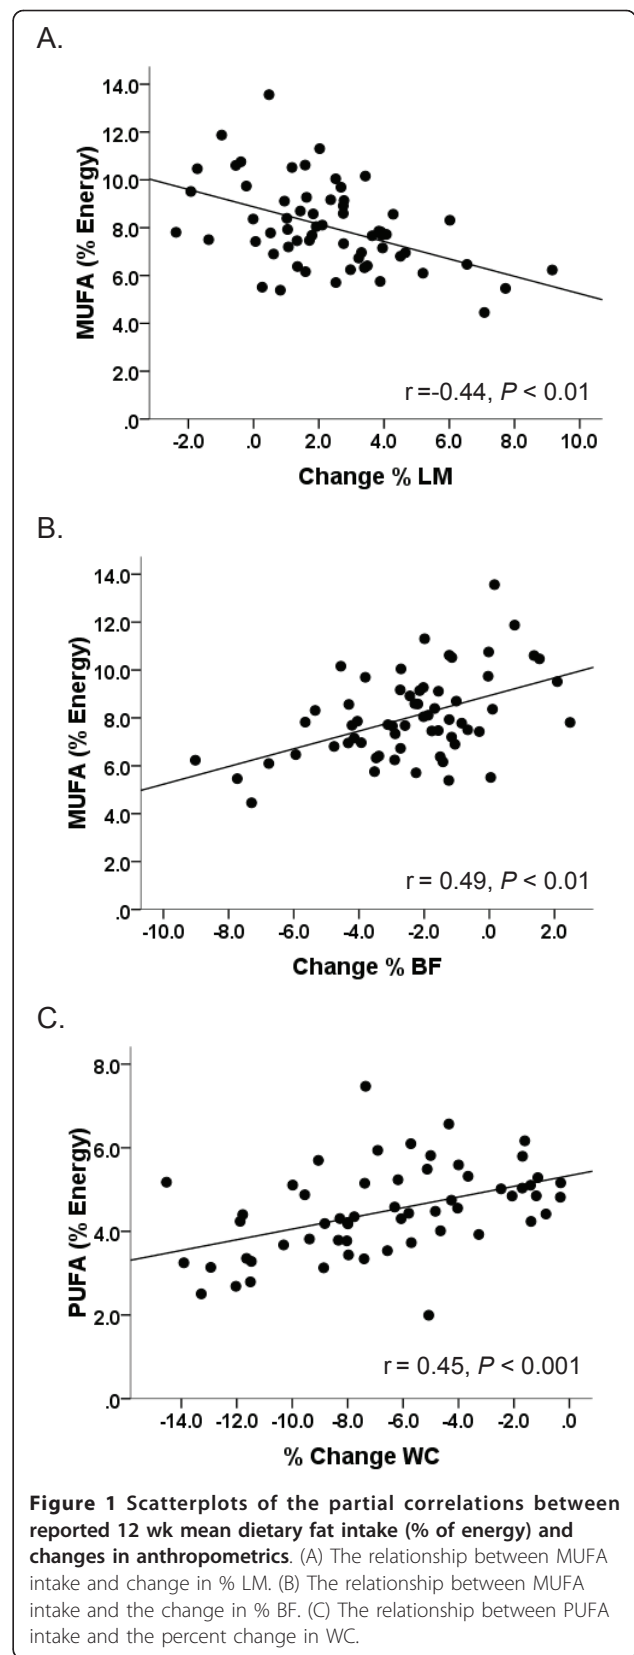 A.
14.0
12.0
10.0
8.0
6.0
4.0
2.0
.0
MUFA (% Energy)
r =-0.44, P < 0.01
-2.0 .0 2.0 4.0 6.0 8.0 10.0
Change % LM
B.
14.0
12.0
10.0
8.0
6.0
4.0
2.0
.0
MUFA (% Energy)
r = 0.49, P < 0.01
-10.0 -8.0 -6.0 -4.0 -2.0 .0 2.0
Change % BF
C.
8.0
6.0
4.0
2.0
.0
PUFA (% Energy)
r = 0.45, P < 0.001
-14.0 -12.0 -10.0 -8.0 -6.0 -4.0 -2.0 .0
% Change WC
Figure 1 Scatterplots of the partial correlations between
reported 12 wk mean dietary fat intake (% of energy) and
changes in anthropometrics. (A) The relationship between MUFA
intake and change in % LM. (B) The relationship between MUFA
intake and the change in % BF. (C) The relationship between PUFA
intake and the percent change in WC.